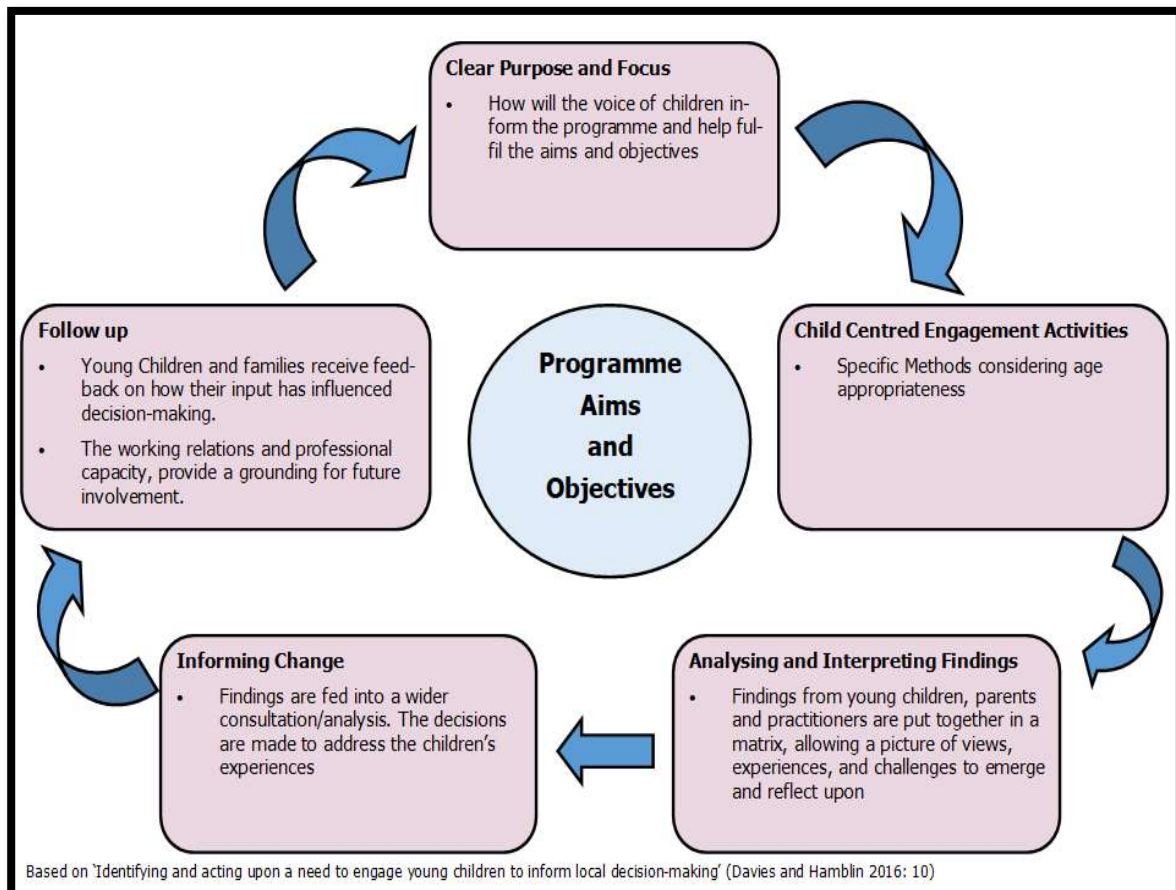 Clear Purpose and Focus
• How will the voice of children in-
form the programme and help ful-
fil the aims and objectives
Child Centred Engagement Activities
• Specific Methods considering age
appropriateness
Analysing and Interpreting Findings
• Findings from young children, parents
and practitioners are put together in a
matrix, allowing a picture of views,
experiences, and challenges to emerge
and reflect upon
Informing Change
• Findings are fed into a wider
consultation/analysis. The decisions
are made to address the children’s
experiences
Follow up
• Young Children and families receive feed-
back on how their input has influenced
decision-making.
• The working relations and professional
capacity, provide a grounding for future
involvement.
Programme
Aims
and
Objectives
Based on ‘Identifying and acting upon a need to engage young children to inform local decision-making’ (Davies and Hamblin 2016: 10)